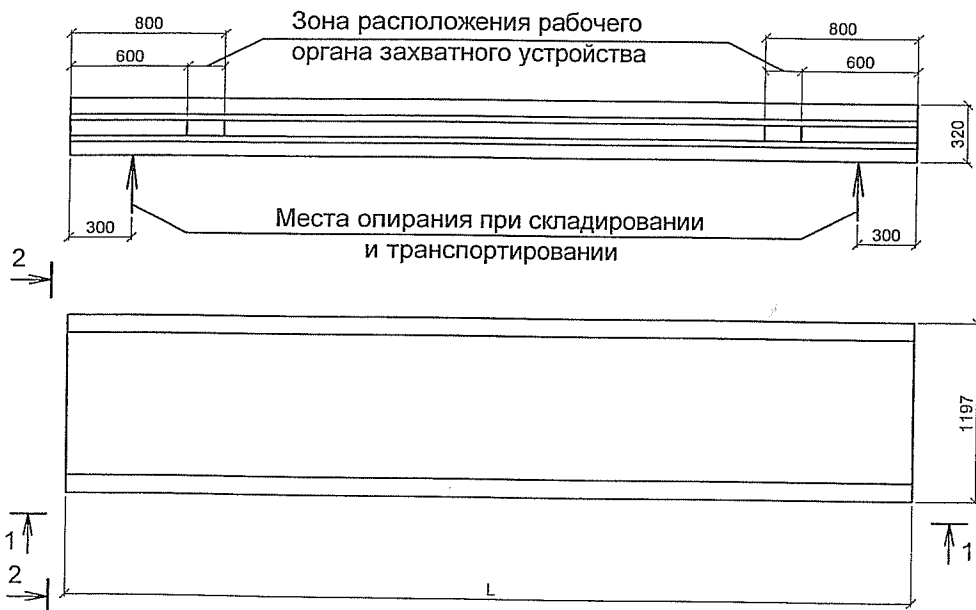 800
Зона расположения рабочего
800
600
органа захватного устройства
600
320
300
Места опирания при складировании
и транспортировании
300
2
1197
1
1
2
L